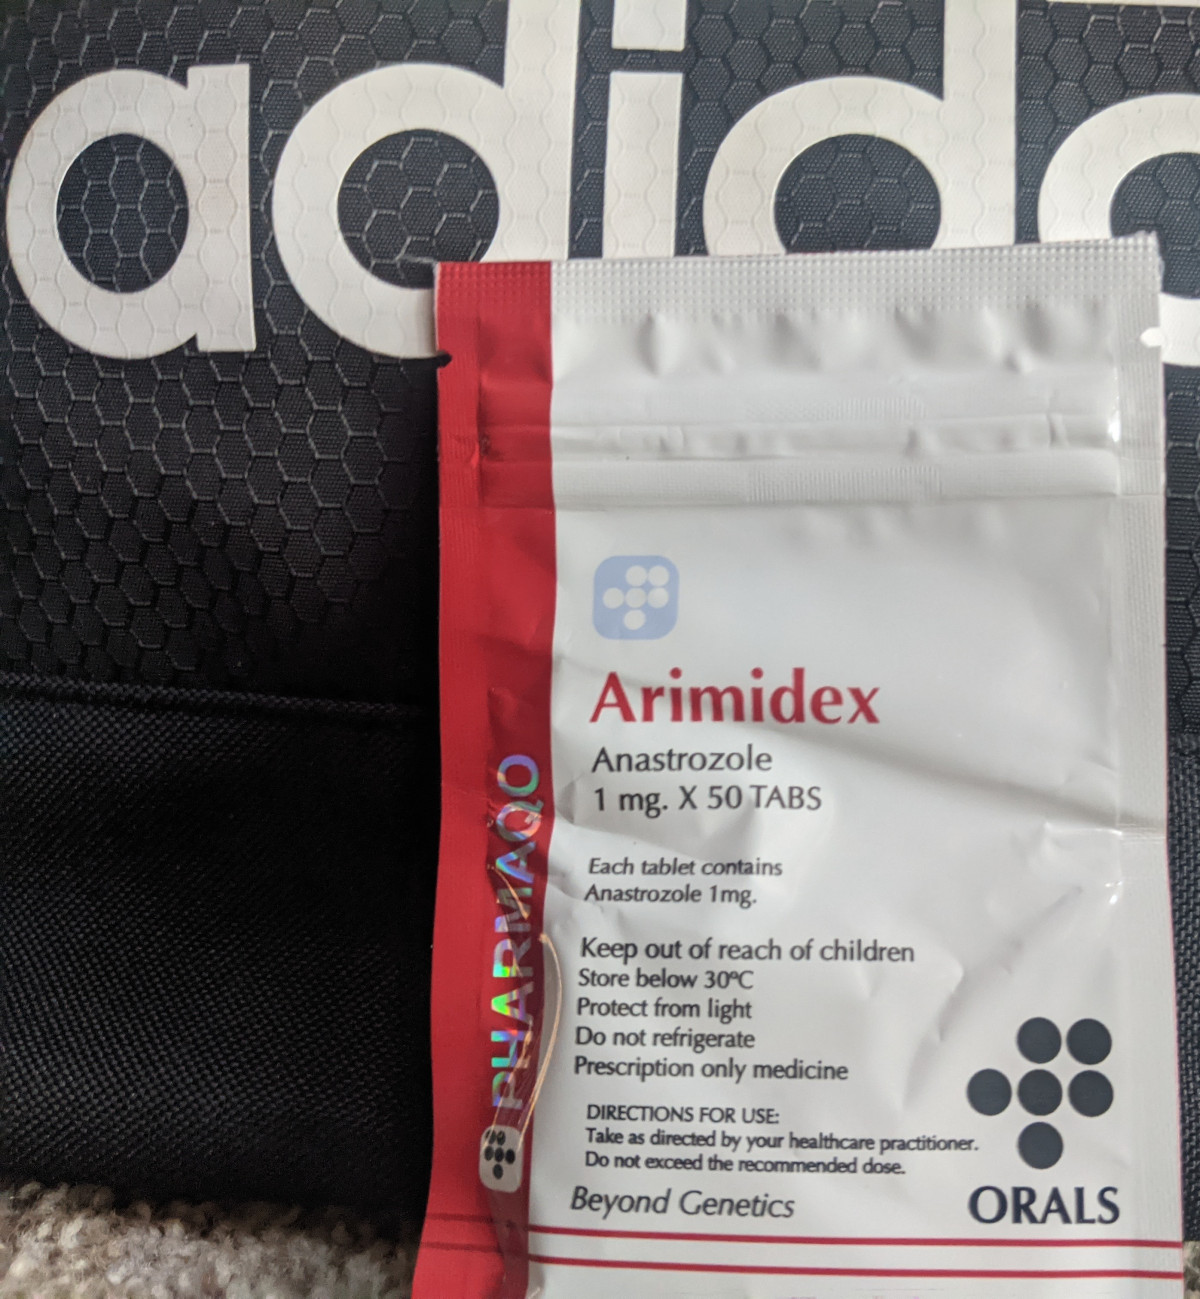 adida
Arimidex
Anastrozole
1 mg. X 50 TABS
Each tablet contains
Anastrozole 1mg.
Keep out of reach of children
Store below 30ºC
Protect from light
Do not refrigerate
Prescription only medicine
DIRECTIONS FOR USE:
Take as directed by your healthcare practitioner.
Do not exceed the recommended dose.
Beyond Genetics
ORALS
PHARMAQO